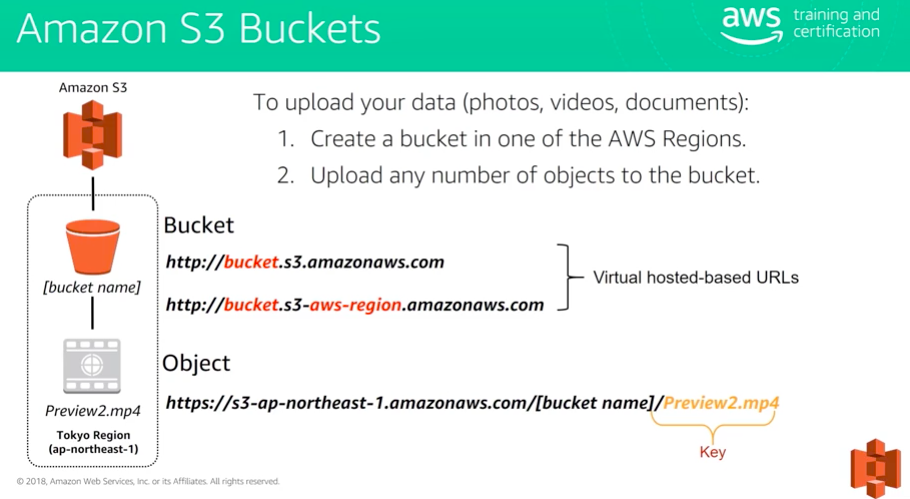 Amazon S3 Buckets
aws training and
certification
Amazon S3
To upload your data (photos, videos, documents):
1. Create a bucket in one of the AWS Regions.
2. Upload any number of objects to the bucket.
Bucket
http://bucket.s3.amazonaws.com
[bucket name]
Virtual hosted-based URLs
http://bucket.s3-aws-region.amazonaws.com
Object
https://s3-ap-northeast-1.amazonaws.com/[bucket name]/Preview2.mp4
Preview2.mp4
Tokyo Region
(ap-northeast-1)
Key
© 2018, Amazon Web Services, Inc. or its Affiliates. All rights reserved.